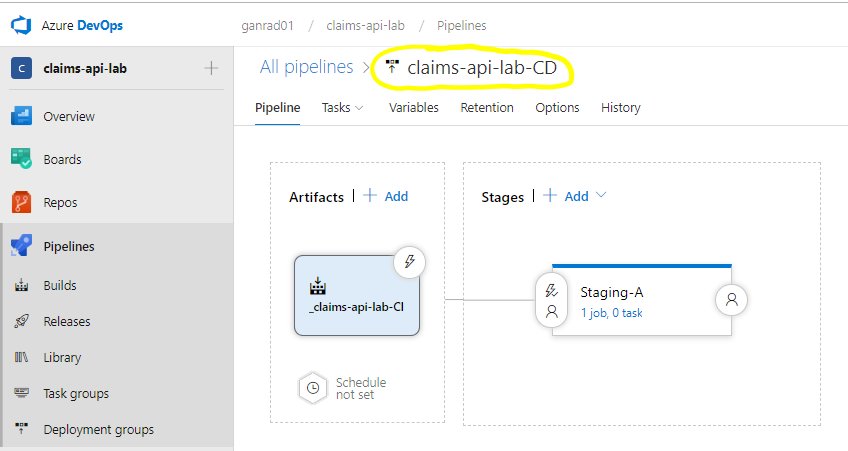 Azure DevOps
ganrad01 / claims-api-lab / Pipelines
C claims-api-lab
All pipelines > claims-api-lab-CD
Pipeline Tasks Variables Retention Options History
Overview
Boards
Repos
Pipelines
Builds
Releases
Library
Task groups
Deployment groups
Artifacts | + Add
_claims-api-lab-CI
Schedule
not set
Stages | + Add
Staging-A
1 job, 0 task